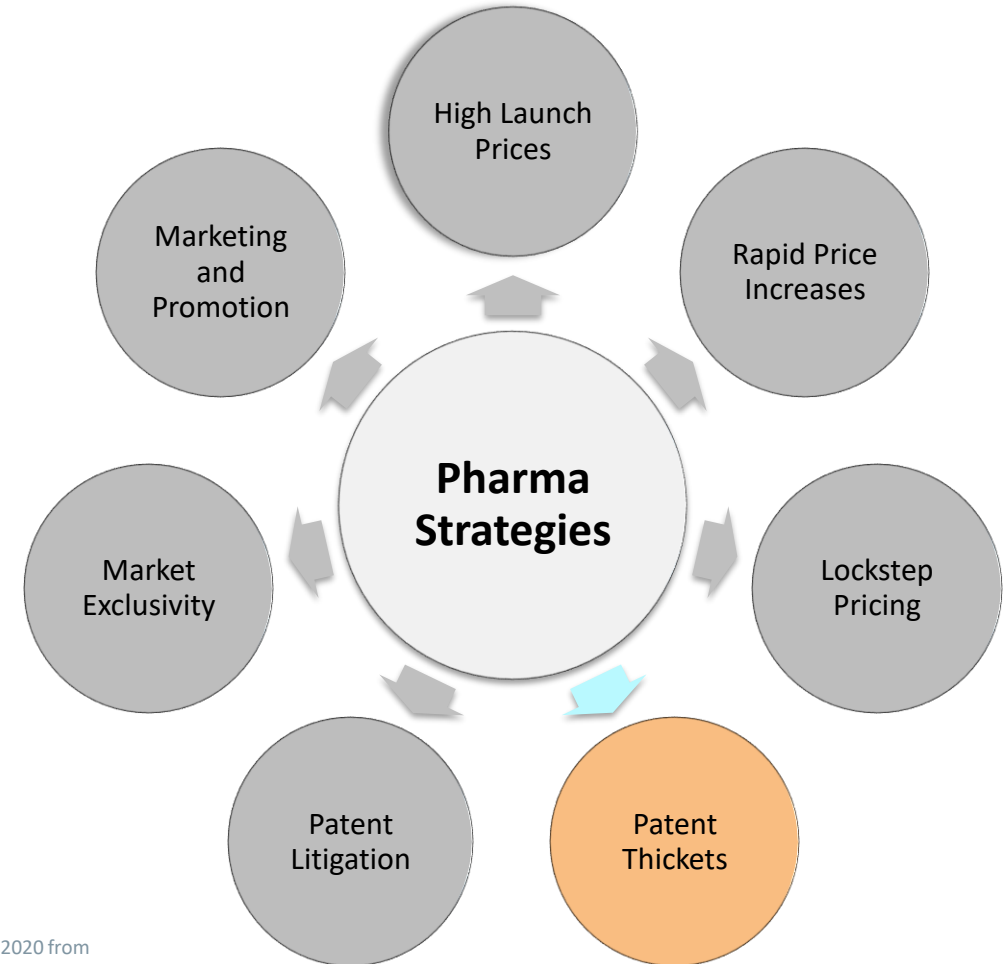 High Launch
Prices
Marketing
and
Promotion
Rapid Price
Increases
Pharma
Strategies
Market
Exclusivity
Lockstep
Pricing
Patent
Litigation
Patent
Thickets
2020 from